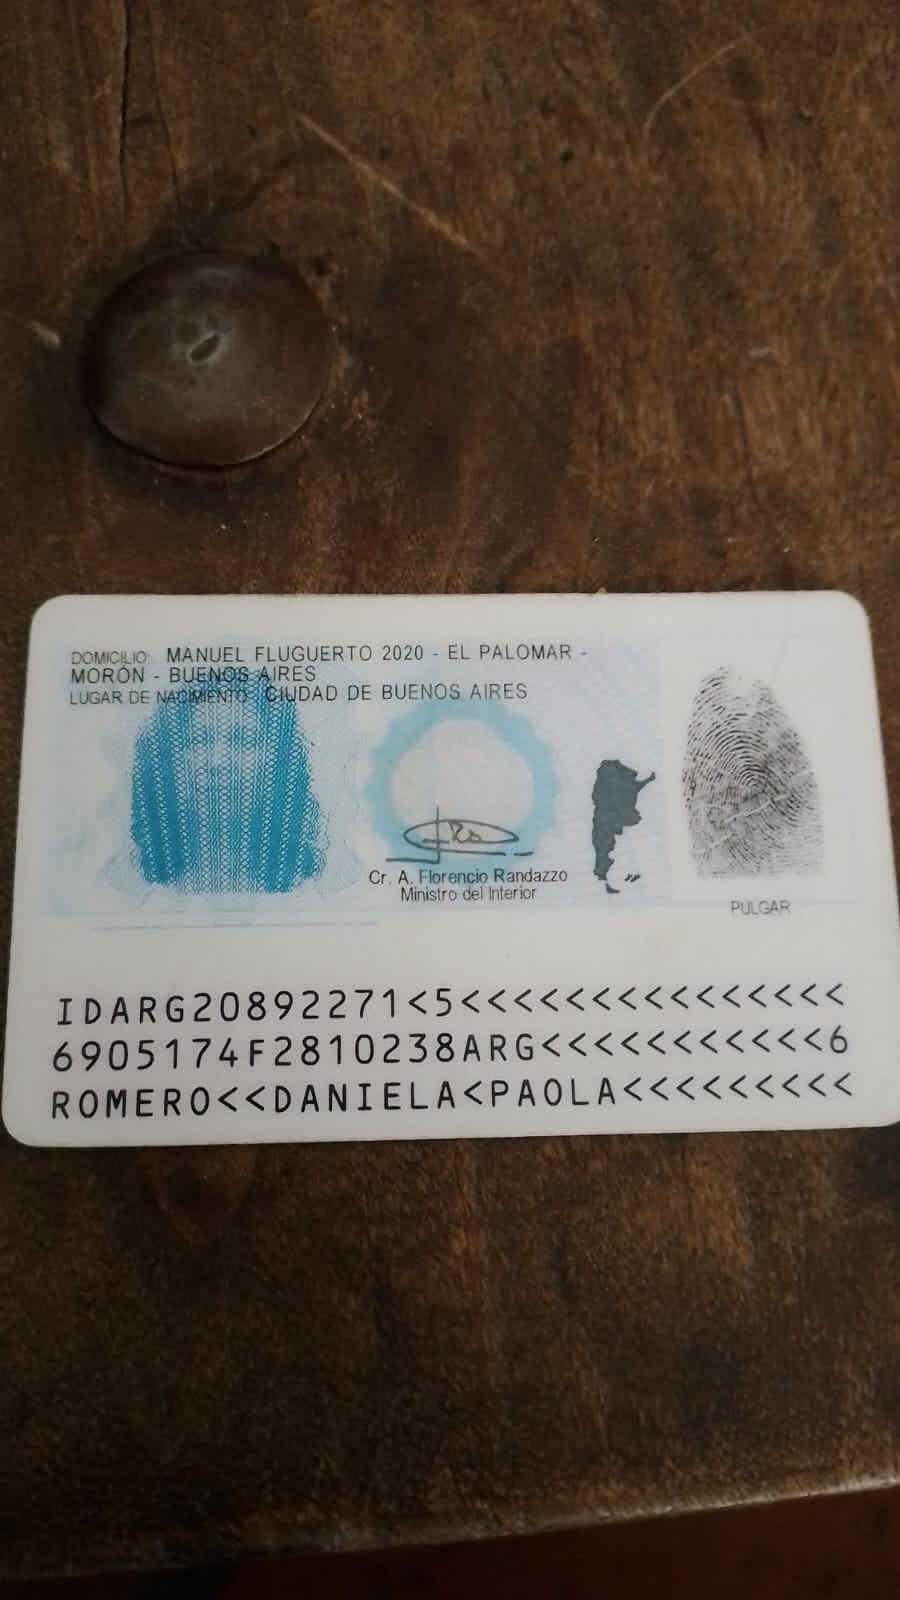 DOMICILIO: MANUEL FLUGUERTO 2020 - EL PALOMAR -
MORÓN - BUENOS AIRES
LUGAR DE NACIMIENTO: CIUDAD DE BUENOS AIRES
Cr. A. Florencio Randazzo
Ministro del Interior
PULGAR
IDARG20892271<5<<<<<<<<<<<<<<<
6905174F2810238ARG<<<<<<<<<<<6
ROMERO<<DANIELA<PAOLA<<<<<<<<<